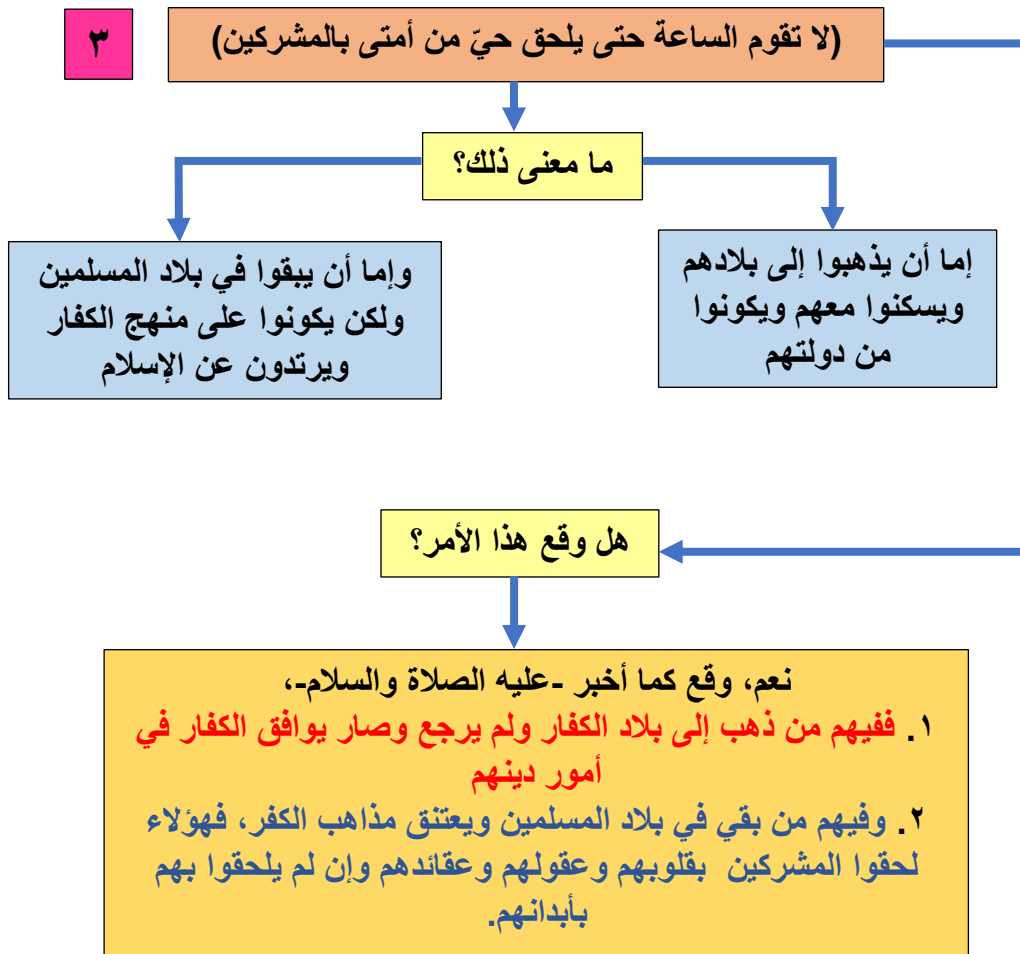 ٣
(لا تقوم الساعة حتى يلحق حيّ من أمتى بالمشركين)
ما معنى ذلك؟
إما أن يذهبوا إلى بلادهم
ويسكنوا معهم ويكونوا
من دولتهم
وإما أن يبقوا في بلاد المسلمين
ولكن يكونوا على منهج الكفار
ويرتدون عن الإسلام
هل وقع هذا الأمر؟
نعم، وقع كما أخبر -عليه الصلاة والسلام-،
١. ففيهم من ذهب إلى بلاد الكفار ولم يرجع وصار يوافق الكفار في
أمور دينهم
٢. وفيهم من بقي في بلاد المسلمين ويعتنق مذاهب الكفر، فهؤلاء
لحقوا المشركين بقلوبهم وعقولهم وعقائدهم وإن لم يلحقوا بهم
بأبدانهم.